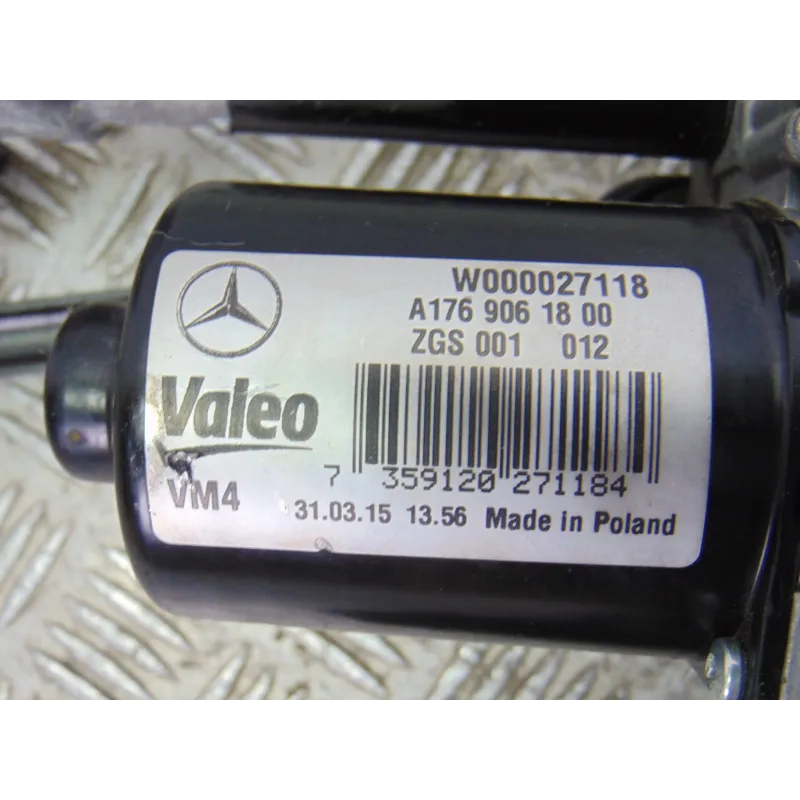 W000027118
A176 906 18 00
ZGS 001 012
Valeo
7 359120 271184
VM4
31.03.15 13.56 Made in Poland